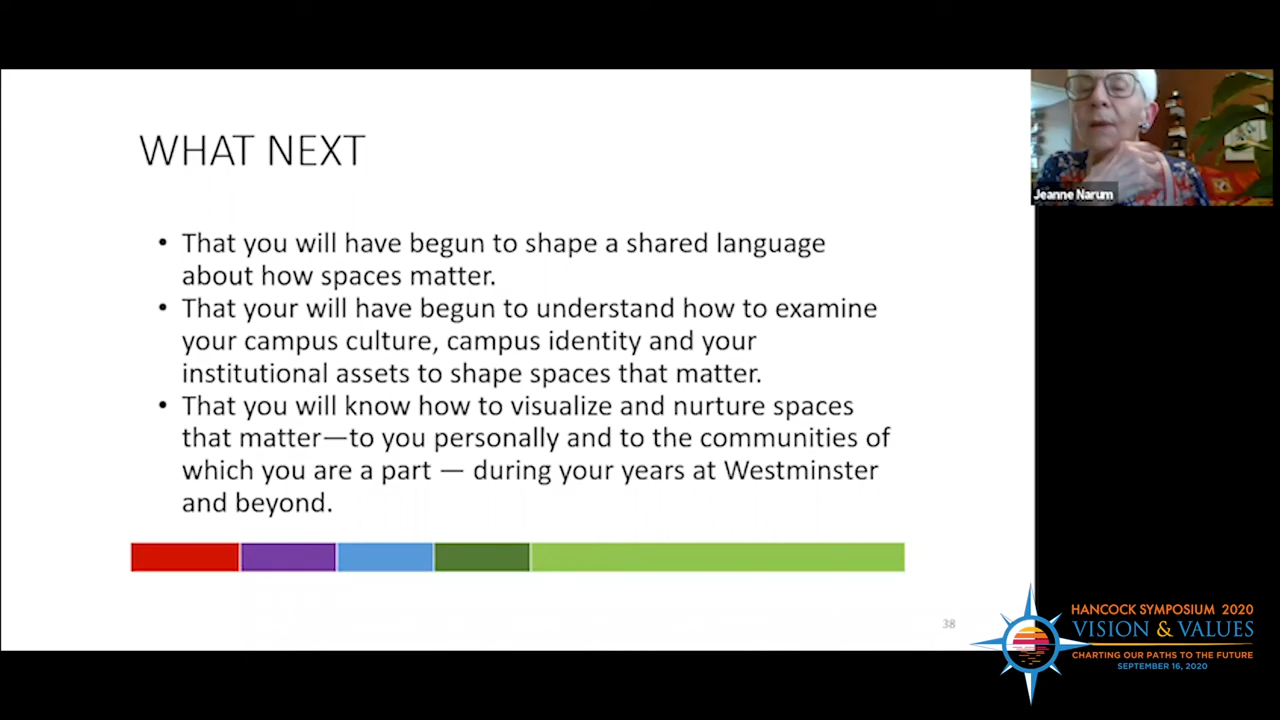 WHAT NEXT
• That you will have begun to shape a shared language
about how spaces matter.
• That your will have begun to understand how to examine
your campus culture, campus identity and your
institutional assets to shape spaces that matter.
• That you will know how to visualize and nurture spaces
that matter—to you personally and to the communities of
which you are a part — during your years at Westminster
and beyond.
38
Jeanne Narum
HANCOCK SYMPOSIUM 2020
VISION & VALUES
CHARTING OUR PATHS TO THE FUTURE
SEPTEMBER 16, 2020